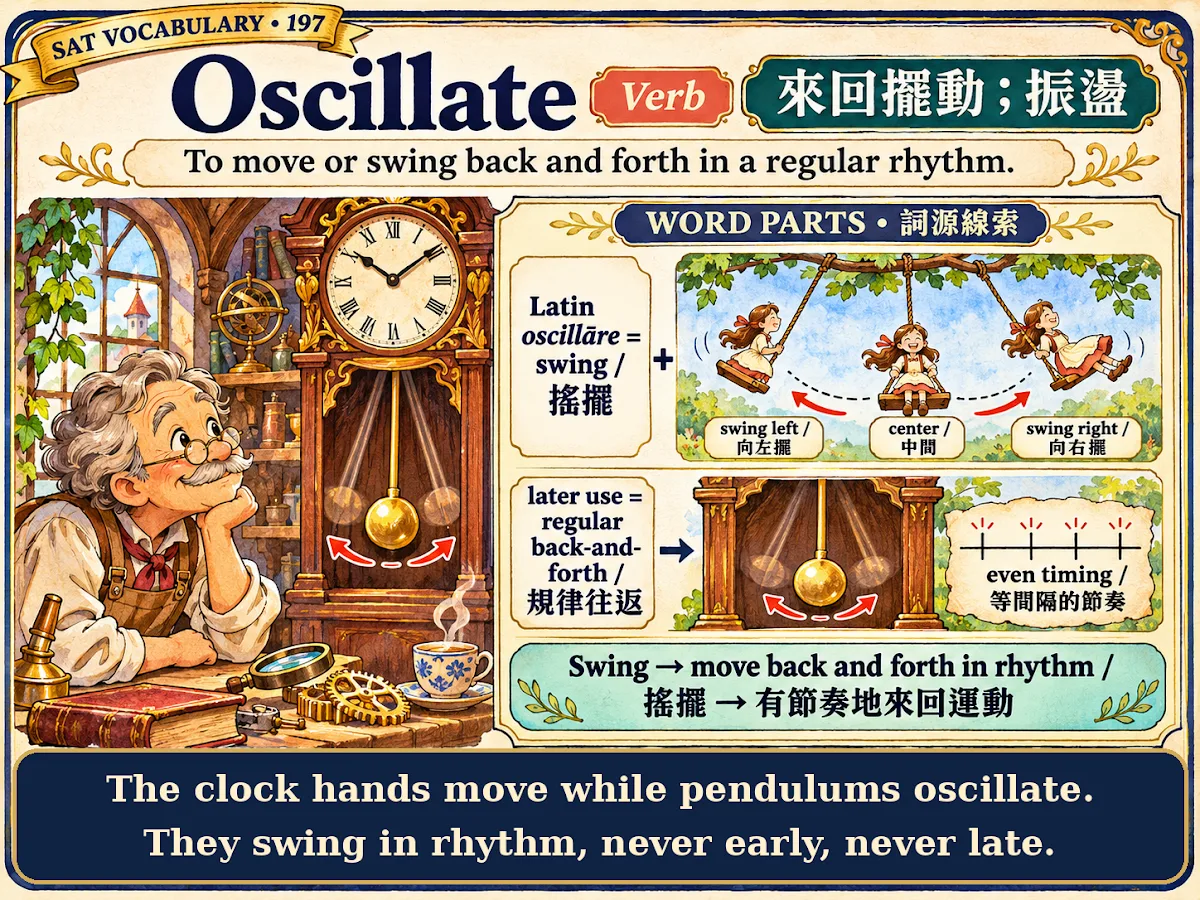 SAT VOCABULARY • 197
Oscillate
Verb
來回擺動；振盪
To move or swing back and forth in a regular rhythm.
WORD PARTS • 詞源線索
Latin
oscillāre =
swing /
搖擺
+
swing left /
向左擺
center /
中間
swing right /
向右擺
later use =
regular
back-and-
forth /
規律往返
even timing /
等間隔的節奏
Swing → move back and forth in rhythm /
搖擺 → 有節奏地來回運動
The clock hands move while pendulums oscillate.
They swing in rhythm, never early, never late.